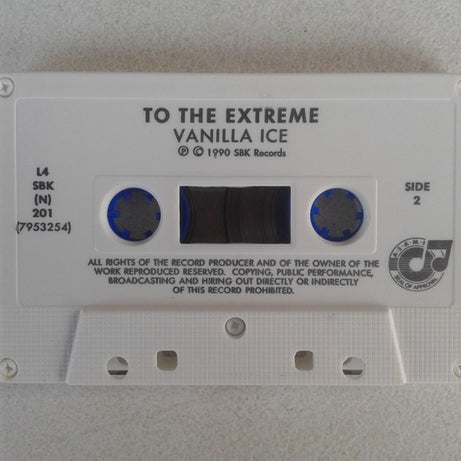 TO THE EXTREME
VANILLA ICE
℗ © 1990 SBK Records
L4
SBK
(N)
201
(7953254)
SIDE
2
ALL RIGHTS OF THE RECORD PRODUCER AND OF THE OWNER OF THE
WORK REPRODUCED RESERVED. COPYING, PUBLIC PERFORMANCE,
BROADCASTING AND HIRING OUT DIRECTLY OR INDIRECTLY
OF THIS RECORD PROHIBITED.
SEAL OF APPROVAL